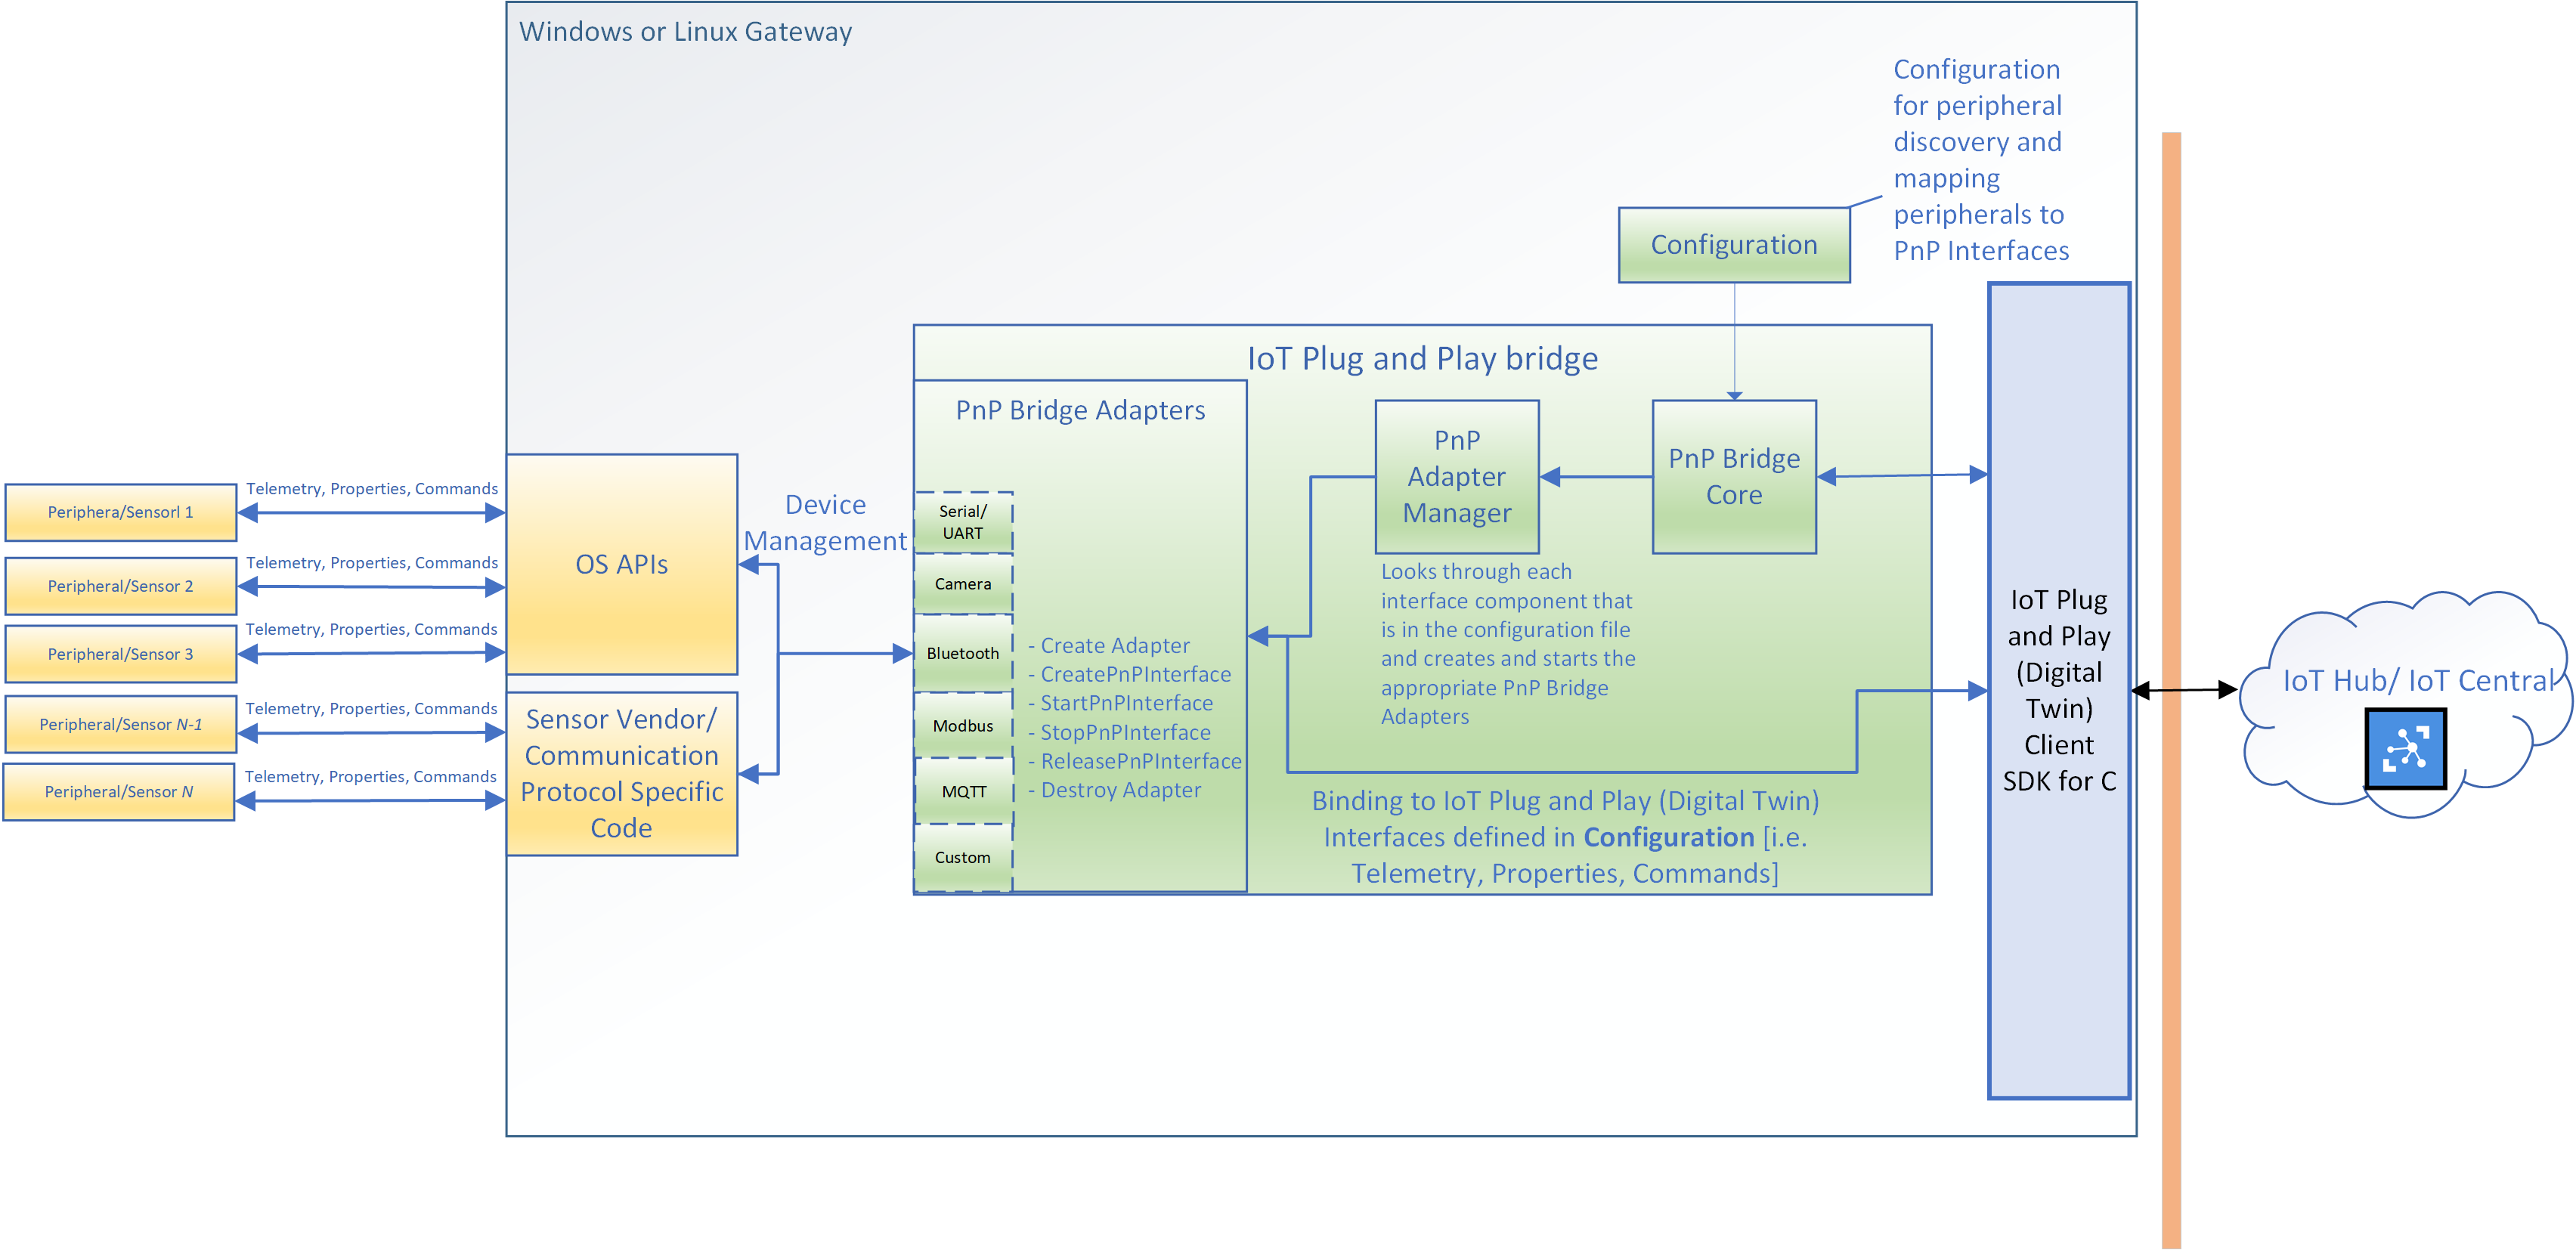 Windows or Linux Gateway
Configuration
for peripheral
discovery and
mapping
peripherals to
PnP Interfaces
Configuration
IoT Plug and Play bridge
PnP Bridge Adapters
PnP
Adapter
Manager
PnP Bridge
Core
Periphera/Sensorl 1
Telemetry, Properties, Commands
Peripheral/Sensor 2
Telemetry, Properties, Commands
Peripheral/Sensor 3
Telemetry, Properties, Commands
Peripheral/Sensor N-1
Telemetry, Properties, Commands
Peripheral/Sensor N
Telemetry, Properties, Commands
OS APIs
Sensor Vendor/
Communication
Protocol Specific
Code
Device
Management
Serial/
UART
Camera
Bluetooth
Modbus
MQTT
Custom
- Create Adapter
- CreatePnPInterface
- StartPnPInterface
- StopPnPInterface
- ReleasePnPInterface
- Destroy Adapter
Looks through each
interface component that
is in the configuration file
and creates and starts the
appropriate PnP Bridge
Adapters
Binding to IoT Plug and Play (Digital Twin)
Interfaces defined in Configuration [i.e.
Telemetry, Properties, Commands]
IoT Plug
and Play
(Digital
Twin)
Client
SDK for C
IoT Hub/ IoT Central